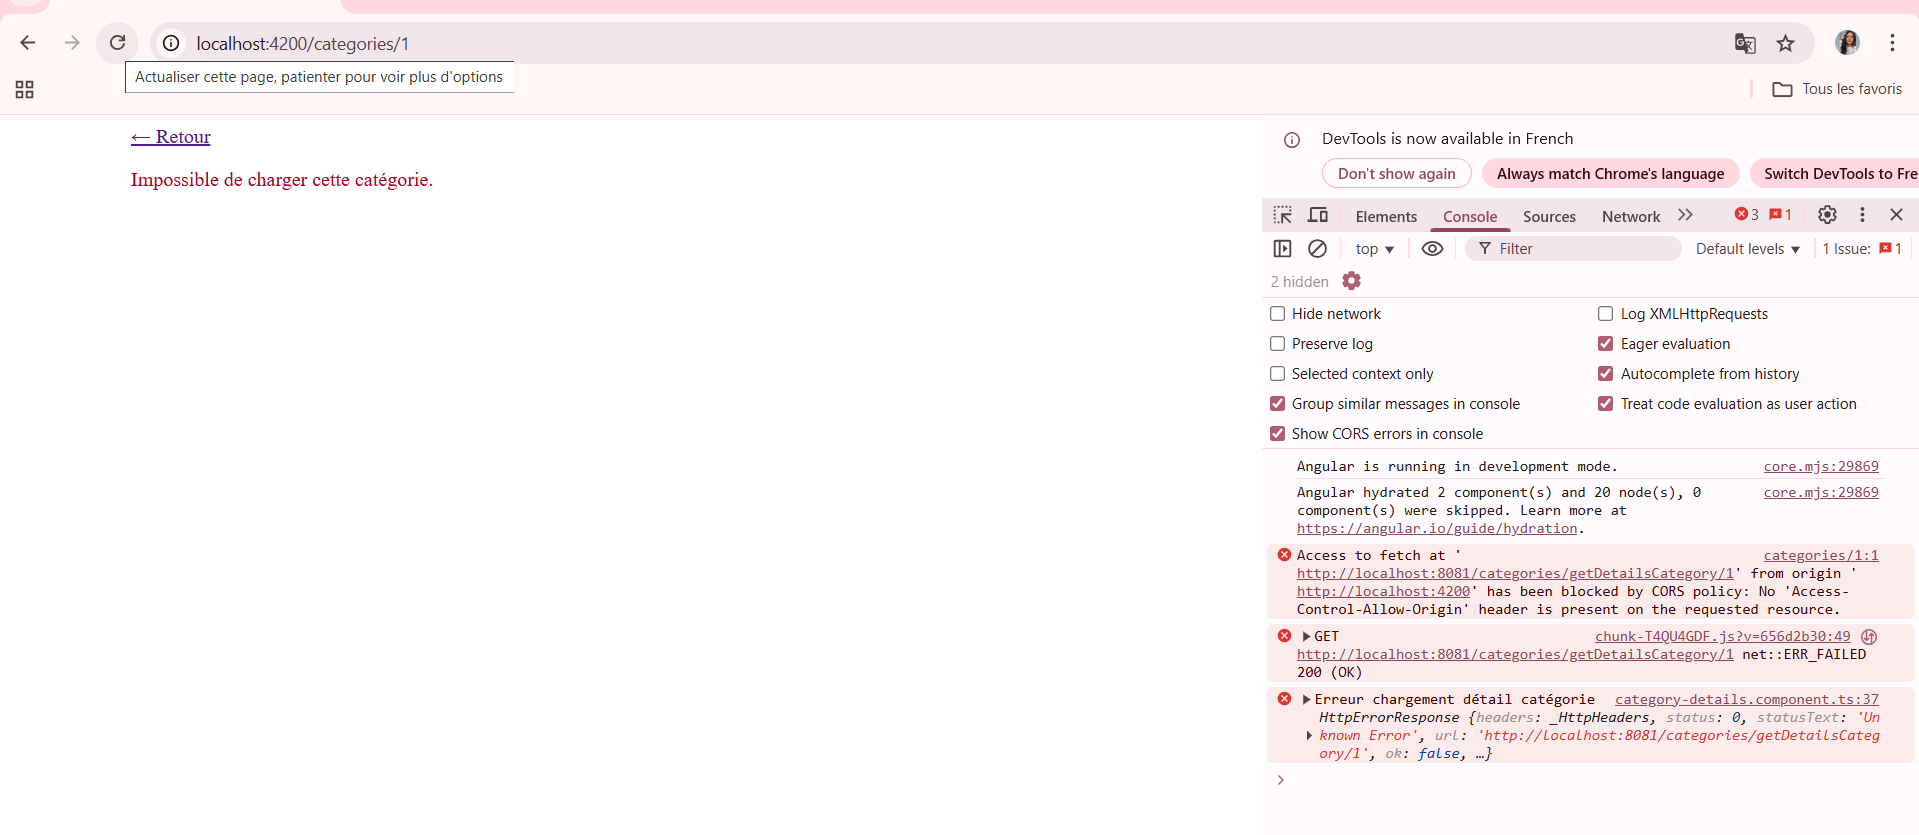 localhost:4200/categories/1
Actualiser cette page, patienter pour voir plus d'options
Tous les favoris
← Retour
Impossible de charger cette catégorie.
DevTools is now available in French
Don't show again
Always match Chrome's language
Switch DevTools to Fre
Elements Console Sources Network 3 1
top Filter Default levels 1 Issue: 1
2 hidden
Hide network Log XMLHttpRequests
Preserve log Eager evaluation
Selected context only Autocomplete from history
Group similar messages in console Treat code evaluation as user action
Show CORS errors in console
Angular is running in development mode. core.mjs:29869
Angular hydrated 2 component(s) and 20 node(s), 0 core.mjs:29869
component(s) were skipped. Learn more at
https://angular.io/guide/hydration.
Access to fetch at ' categories/1:1
http://localhost:8081/categories/getDetailsCategory/1' from origin '
http://localhost:4200' has been blocked by CORS policy: No 'Access-
Control-Allow-Origin' header is present on the requested resource.
GET chunk-T4QU4GDF.js?v=656d2b30:49
http://localhost:8081/categories/getDetailsCategory/1 net::ERR_FAILED
200 (OK)
Erreur chargement détail catégorie category-details.component.ts:37
HttpErrorResponse {headers: _HttpHeaders, status: 0, statusText: 'Un
known Error', url: 'http://localhost:8081/categories/getDetailsCateg
ory/1', ok: false, …}